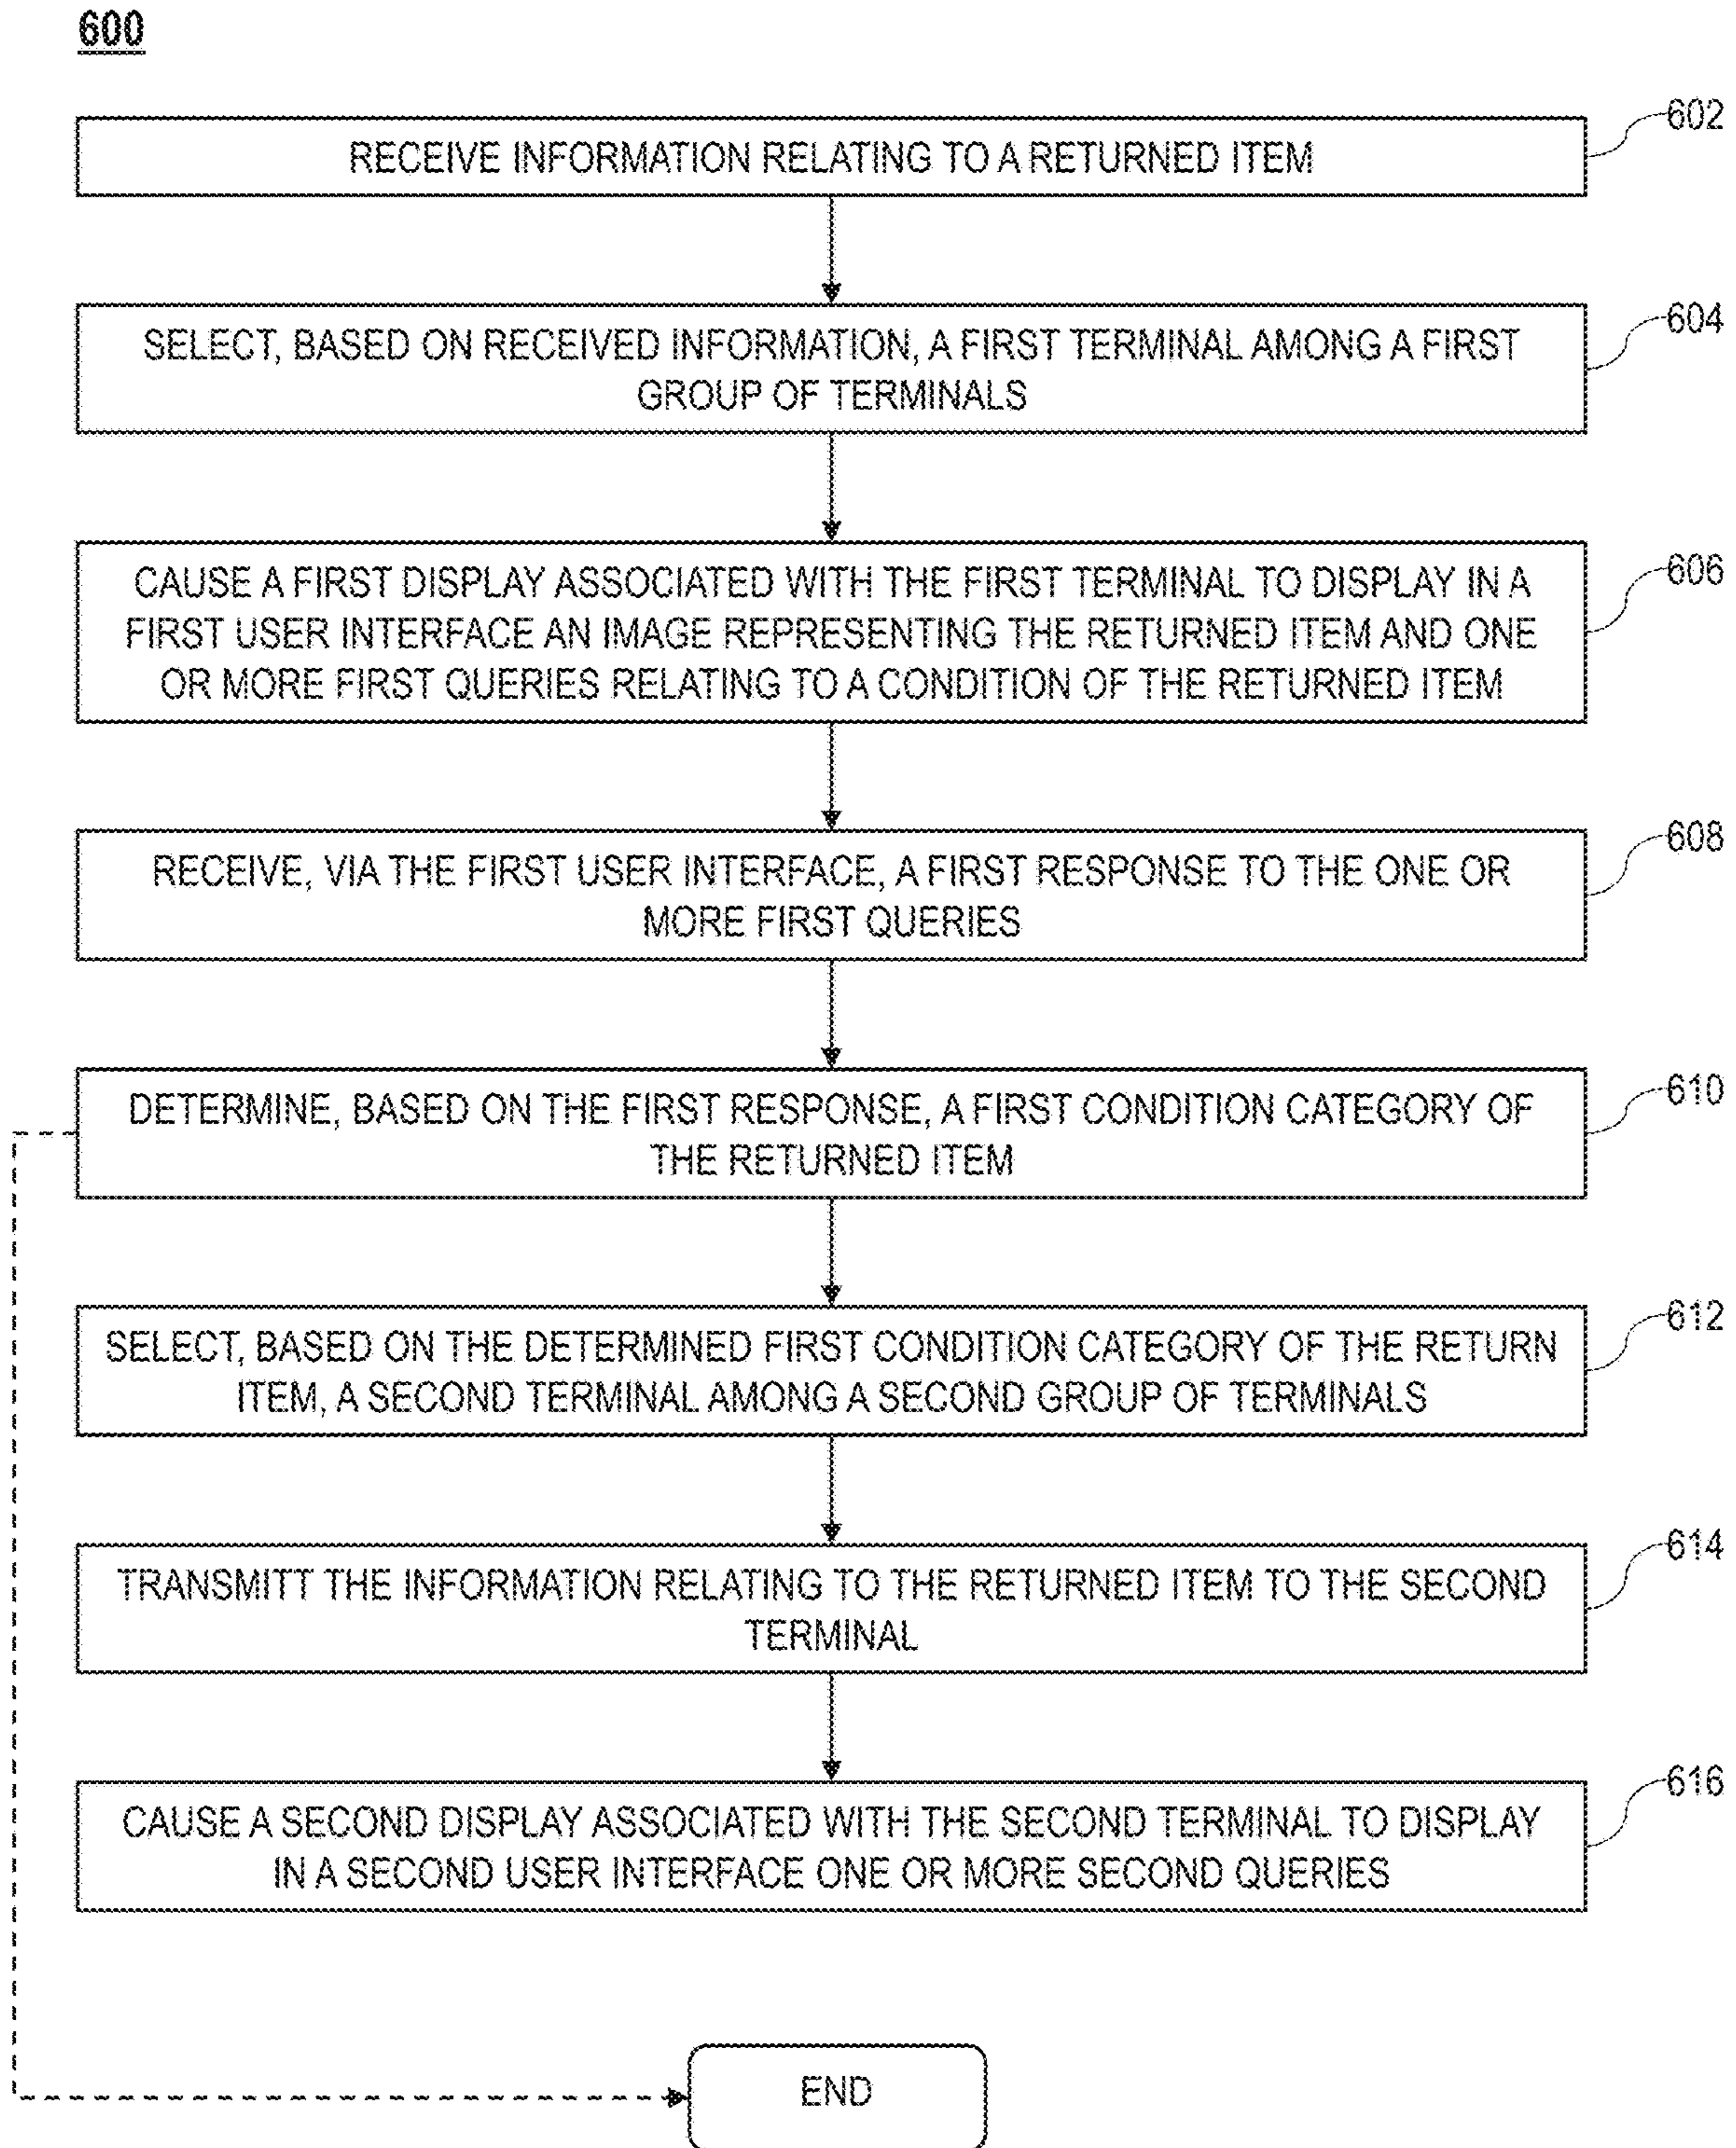 600
602
RECEIVE INFORMATION RELATING TO A RETURNED ITEM
604
SELECT, BASED ON RECEIVED INFORMATION, A FIRST TERMINAL AMONG A FIRST
GROUP OF TERMINALS
606
CAUSE A FIRST DISPLAY ASSOCIATED WITH THE FIRST TERMINAL TO DISPLAY IN A
FIRST USER INTERFACE AN IMAGE REPRESENTING THE RETURNED ITEM AND ONE
OR MORE FIRST QUERIES RELATING TO A CONDITION OF THE RETURNED ITEM
608
RECEIVE, VIA THE FIRST USER INTERFACE, A FIRST RESPONSE TO THE ONE OR
MORE FIRST QUERIES
610
DETERMINE, BASED ON THE FIRST RESPONSE, A FIRST CONDITION CATEGORY OF
THE RETURNED ITEM
612
SELECT, BASED ON THE DETERMINED FIRST CONDITION CATEGORY OF THE RETURN
ITEM, A SECOND TERMINAL AMONG A SECOND GROUP OF TERMINALS
614
TRANSMITT THE INFORMATION RELATING TO THE RETURNED ITEM TO THE SECOND
TERMINAL
616
CAUSE A SECOND DISPLAY ASSOCIATED WITH THE SECOND TERMINAL TO DISPLAY
IN A SECOND USER INTERFACE ONE OR MORE SECOND QUERIES
END